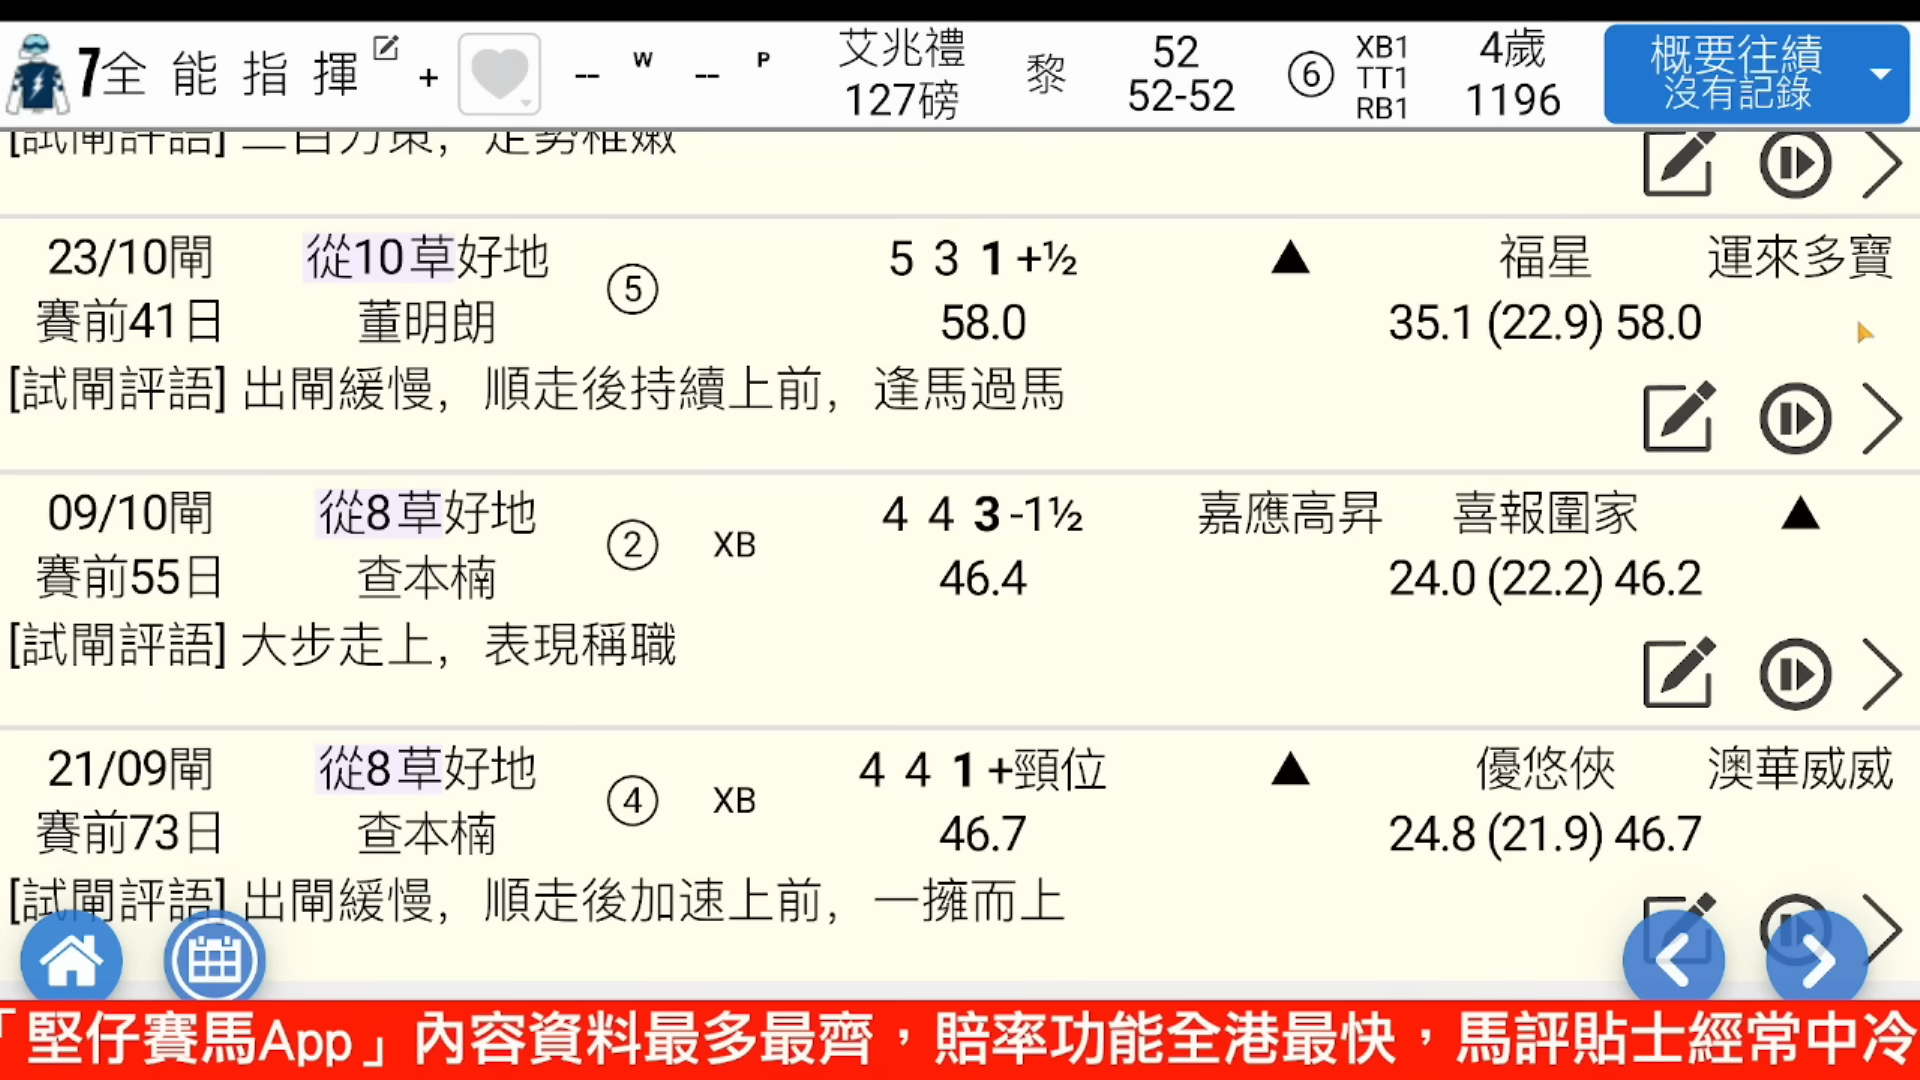 7全能指揮 + -- W -- P 艾兆禮 127磅 黎 52 52-52 6 XB1 TT1 RB1 4歲 1196 概要往績 沒有記錄
[試閘評語] 二百力策，走勢稚嫩
23/10閘 從10草好地 5 5 3 1 +½ ▲ 福星 運來多寶
賽前41日 董明朗 58.0 35.1 (22.9) 58.0
[試閘評語] 出閘緩慢，順走後持續上前，逢馬過馬
09/10閘 從8草好地 2 XB 4 4 3 -1½ 嘉應高昇 喜報圍家 ▲
賽前55日 查本楠 46.4 24.0 (22.2) 46.2
[試閘評語] 大步走上，表現稱職
21/09閘 從8草好地 4 XB 4 4 1 +頸位 ▲ 優悠俠 澳華威威
賽前73日 查本楠 46.7 24.8 (21.9) 46.7
[試閘評語] 出閘緩慢，順走後加速上前，一擁而上
「堅仔賽馬App」內容資料最多最齊，賠率功能全港最快，馬評貼士經常中冷